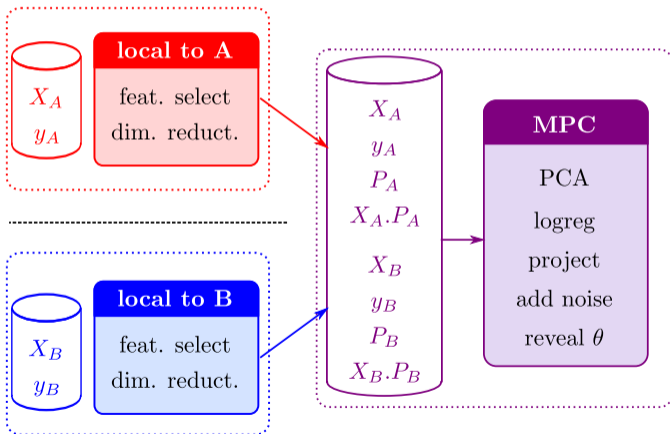 local to A
X_A
y_A
feat. select
dim. reduct.
local to B
X_B
y_B
feat. select
dim. reduct.
X_A
y_A
P_A
X_A.P_A
X_B
y_B
P_B
X_B.P_B
MPC
PCA
logreg
project
add noise
reveal θ